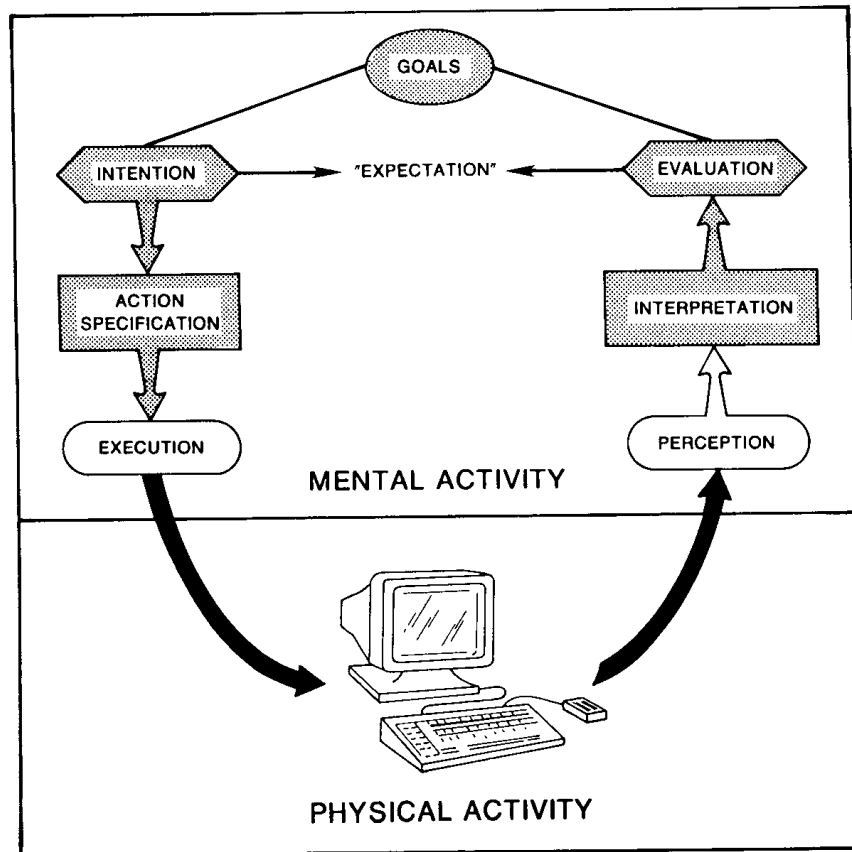 GOALS
INTENTION
"EXPECTATION"
EVALUATION
ACTION
SPECIFICATION
INTERPRETATION
EXECUTION
PERCEPTION
MENTAL ACTIVITY
PHYSICAL ACTIVITY